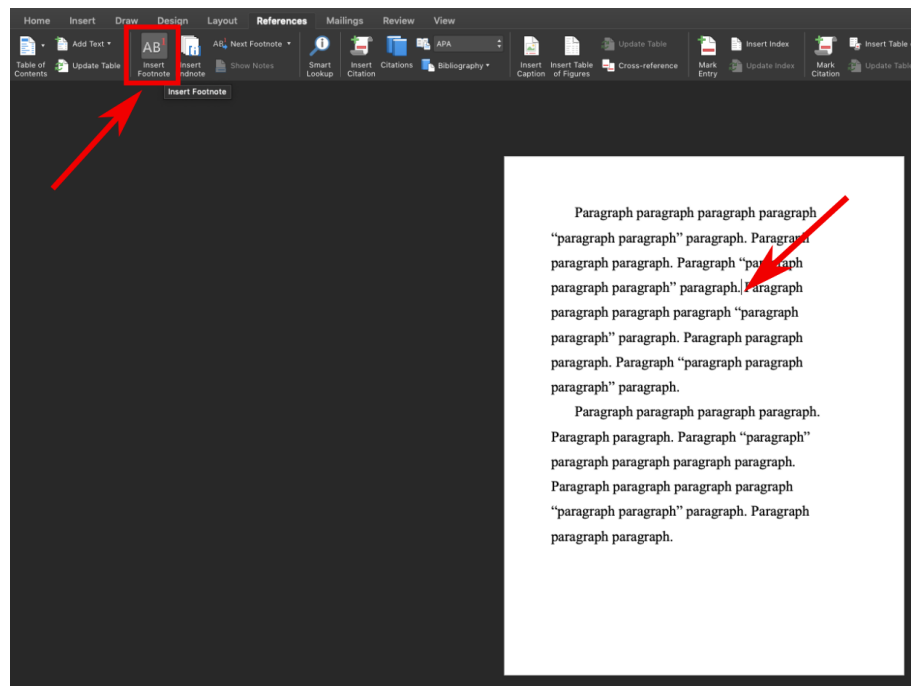 Home Insert Draw Design Layout References Mailings Review View
Add Text AB Next Footnote APA Update Table Insert Index Insert Table
Table of Contents Update Table Insert Footnote Insert Endnote Show Notes Smart Lookup Insert Citation Citations Bibliography Insert Caption Insert Table of Figures Cross-reference Mark Entry Update Index Mark Citation Update Table
Insert Footnote
Paragraph paragraph paragraph paragraph
“paragraph paragraph” paragraph. Paragraph
paragraph paragraph. Paragraph “paragraph
paragraph paragraph” paragraph. Paragraph
paragraph paragraph paragraph “paragraph
paragraph” paragraph. Paragraph paragraph
paragraph. Paragraph “paragraph paragraph
paragraph” paragraph.
Paragraph paragraph paragraph paragraph.
Paragraph paragraph. Paragraph “paragraph”
paragraph paragraph paragraph paragraph.
Paragraph paragraph paragraph paragraph
“paragraph paragraph” paragraph. Paragraph
paragraph paragraph.